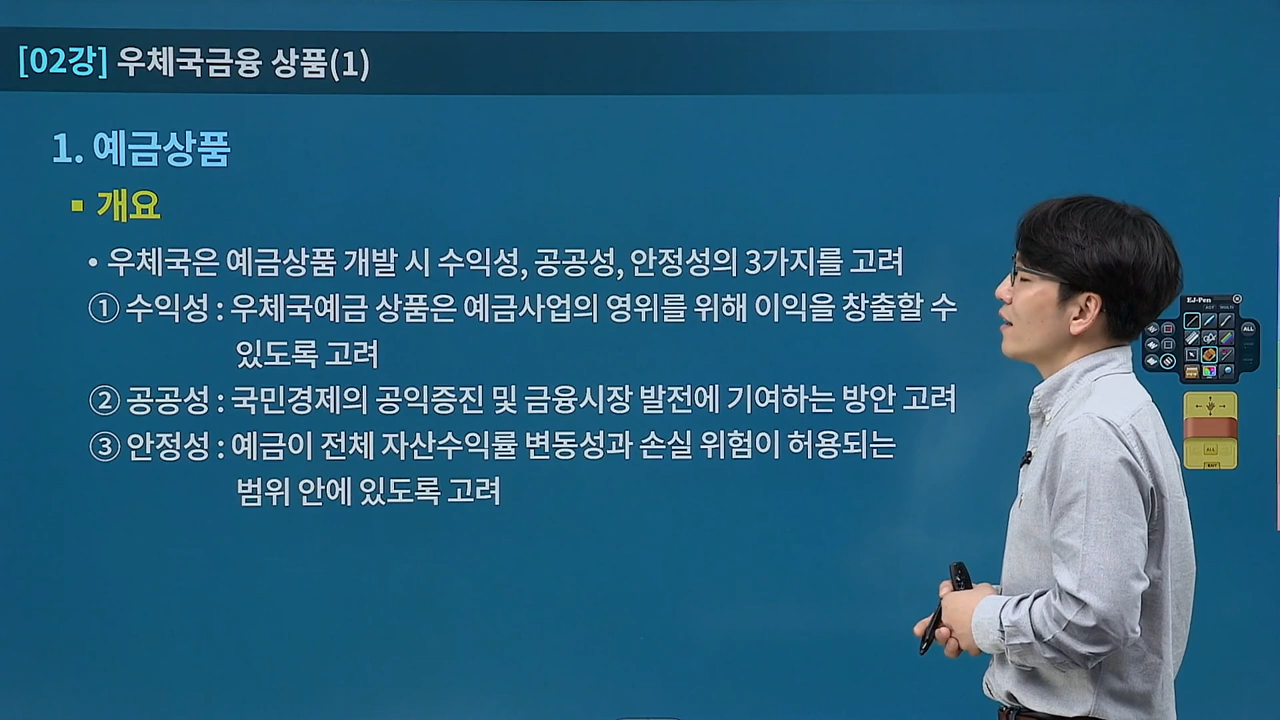 [02강] 우체국금융 상품(1)
1. 예금상품
▪ 개요
• 우체국은 예금상품 개발 시 수익성, 공공성, 안정성의 3가지를 고려
① 수익성 : 우체국예금 상품은 예금사업의 영위를 위해 이익을 창출할 수
있도록 고려
② 공공성 : 국민경제의 공익증진 및 금융시장 발전에 기여하는 방안 고려
③ 안정성 : 예금이 전체 자산수익률 변동성과 손실 위험이 허용되는
범위 안에 있도록 고려
EJ-Pen
ALL
ALL
EXIT